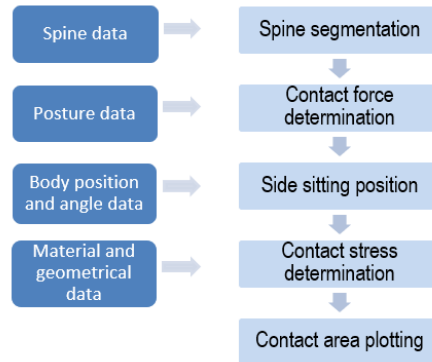 Spine data
Spine segmentation
Posture data
Contact force
determination
Body position
and angle data
Side sitting position
Material and
geometrical
data
Contact stress
determination
Contact area plotting